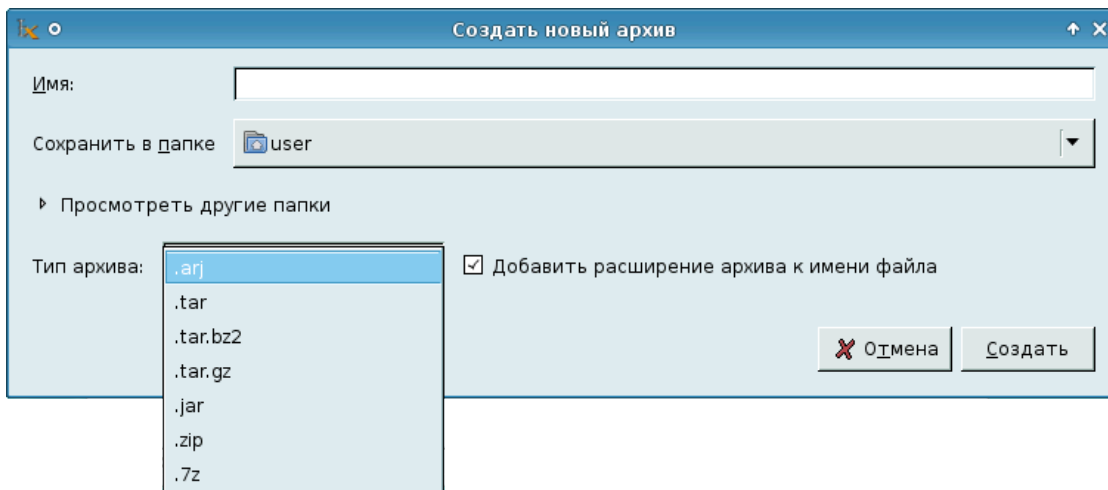 Создать новый архив
Имя:
Сохранить в папке user
Просмотреть другие папки
Тип архива: .arj Добавить расширение архива к имени файла
.tar
.tar.bz2
.tar.gz
.jar
.zip
.7z
Отмена Создать